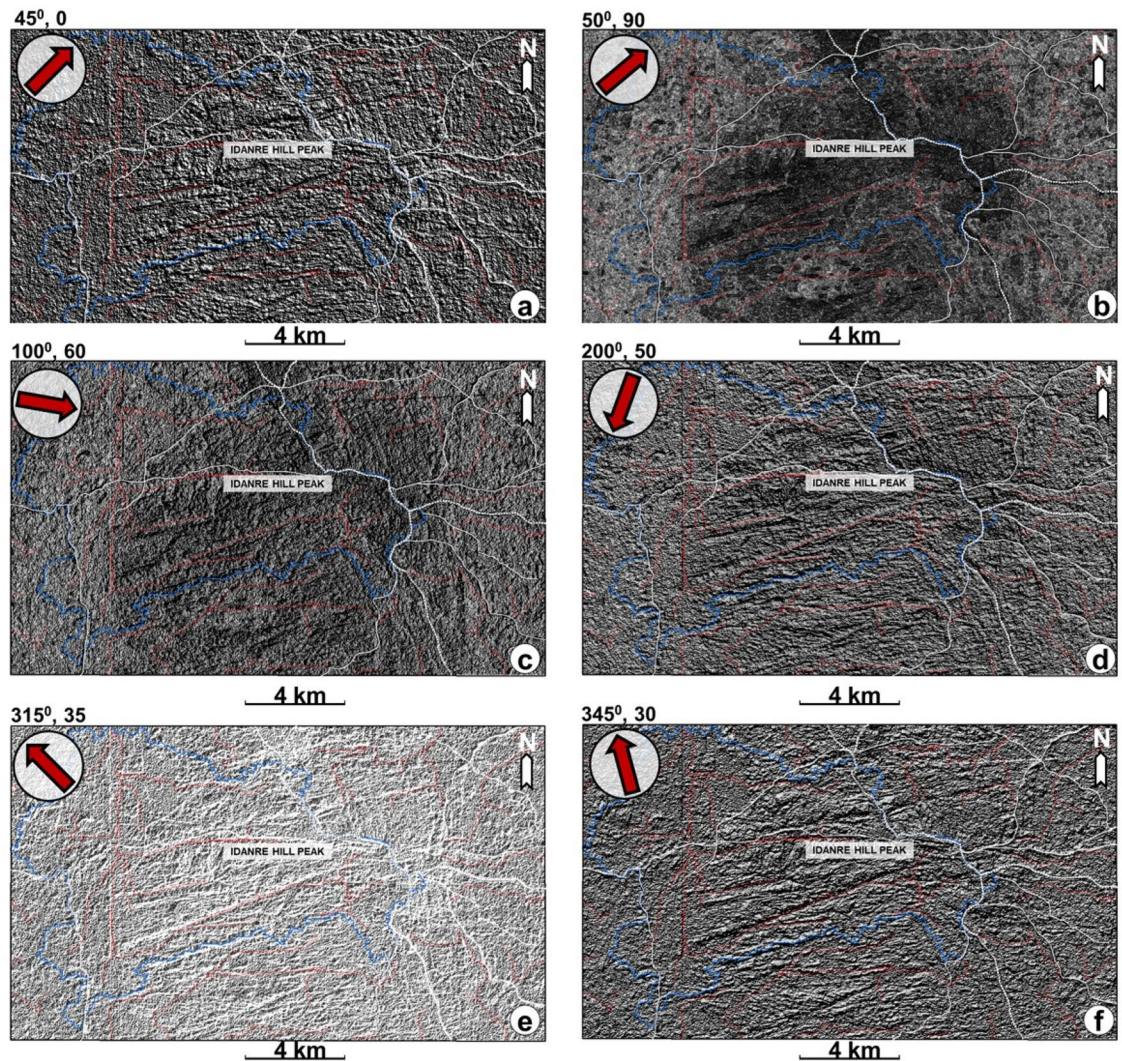 45⁰, 0
N
IDANRE HILL PEAK
a
4 km
50⁰, 90
N
IDANRE HILL PEAK
b
4 km
100⁰, 60
N
IDANRE HILL PEAK
c
4 km
200⁰, 50
N
IDANRE HILL PEAK
d
4 km
315⁰, 35
N
IDANRE HILL PEAK
e
4 km
345⁰, 30
N
IDANRE HILL PEAK
f
4 km